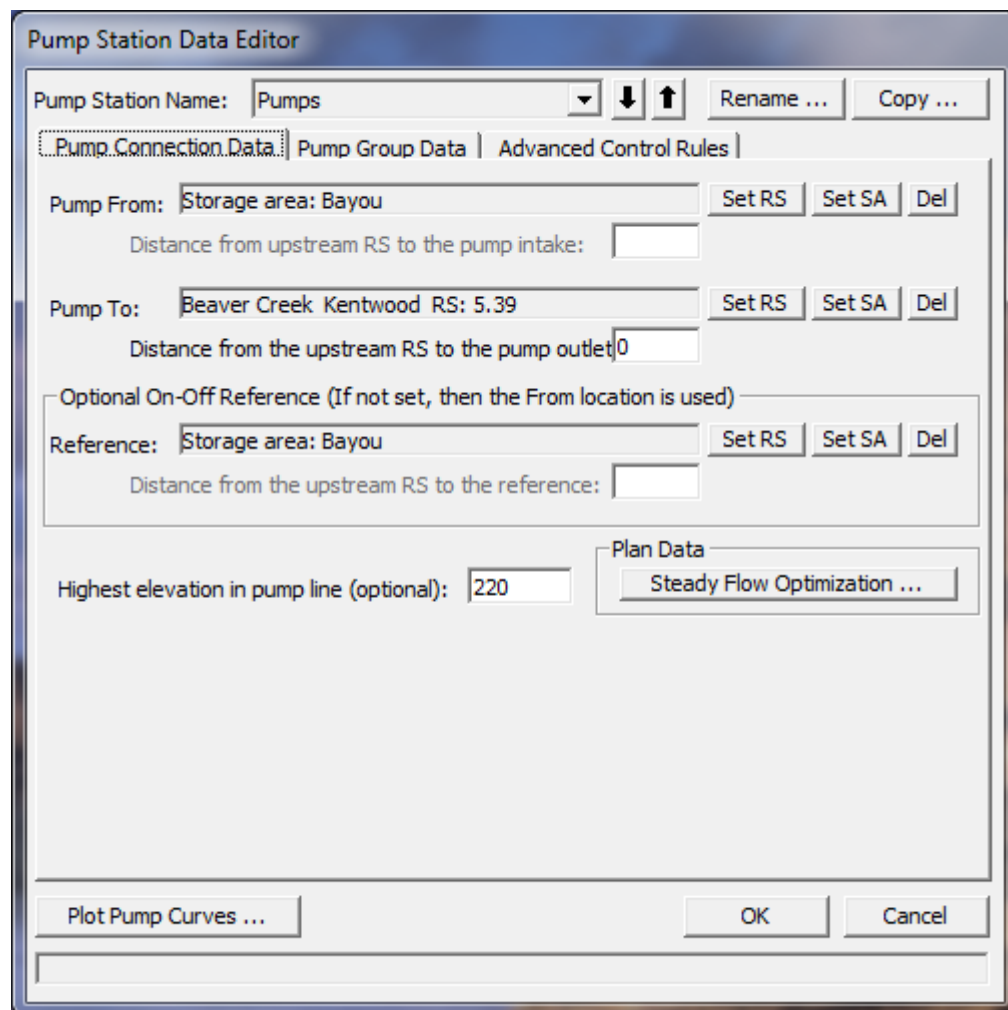 Pump Station Data Editor
Pump Station Name: Pumps Rename ... Copy ...
Pump Connection Data Pump Group Data Advanced Control Rules
Pump From: Storage area: Bayou Set RS Set SA Del
Distance from upstream RS to the pump intake:
Pump To: Beaver Creek Kentwood RS: 5.39 Set RS Set SA Del
Distance from the upstream RS to the pump outlet 0
Optional On-Off Reference (If not set, then the From location is used)
Reference: Storage area: Bayou Set RS Set SA Del
Distance from the upstream RS to the reference:
Plan Data
Highest elevation in pump line (optional): 220 Steady Flow Optimization ...
Plot Pump Curves ... OK Cancel